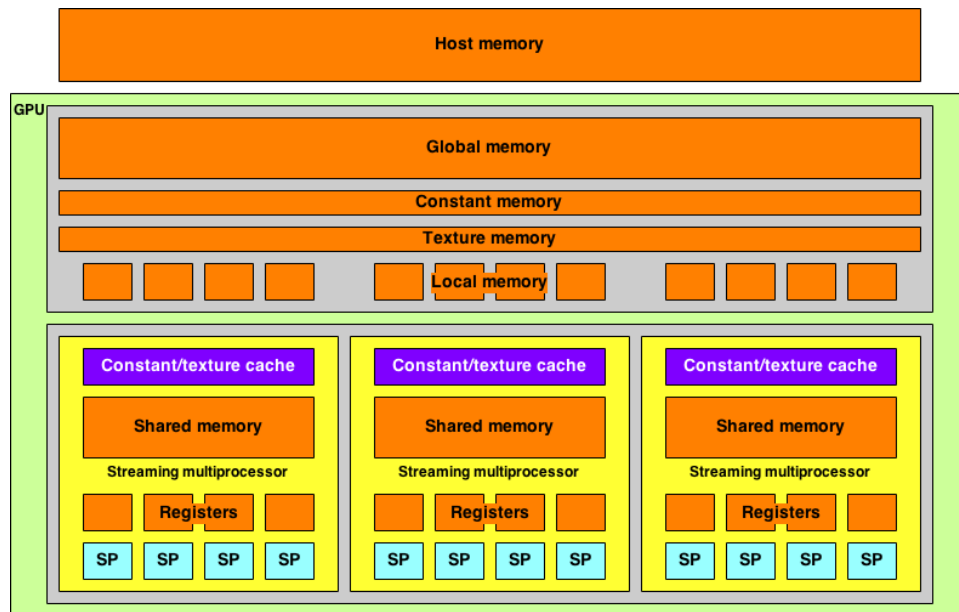 Host memory
GPU
Global memory
Constant memory
Texture memory
Local memory
Constant/texture cache Constant/texture cache Constant/texture cache
Shared memory Shared memory Shared memory
Streaming multiprocessor Streaming multiprocessor Streaming multiprocessor
Registers Registers Registers
SP SP SP SP SP SP SP SP SP SP SP SP